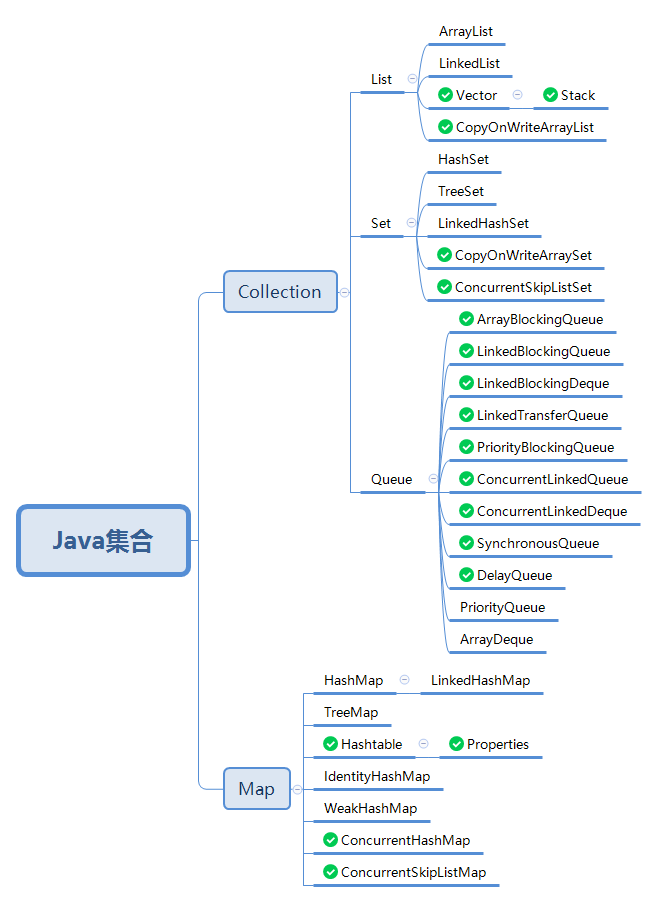 Java集合
Collection
List
ArrayList
LinkedList
Vector
Stack
CopyOnWriteArrayList
Set
HashSet
TreeSet
LinkedHashSet
CopyOnWriteArraySet
ConcurrentSkipListSet
Queue
ArrayBlockingQueue
LinkedBlockingQueue
LinkedBlockingDeque
LinkedTransferQueue
PriorityBlockingQueue
ConcurrentLinkedQueue
ConcurrentLinkedDeque
SynchronousQueue
DelayQueue
PriorityQueue
ArrayDeque
Map
HashMap
LinkedHashMap
TreeMap
Hashtable
Properties
IdentityHashMap
WeakHashMap
ConcurrentHashMap
ConcurrentSkipListMap